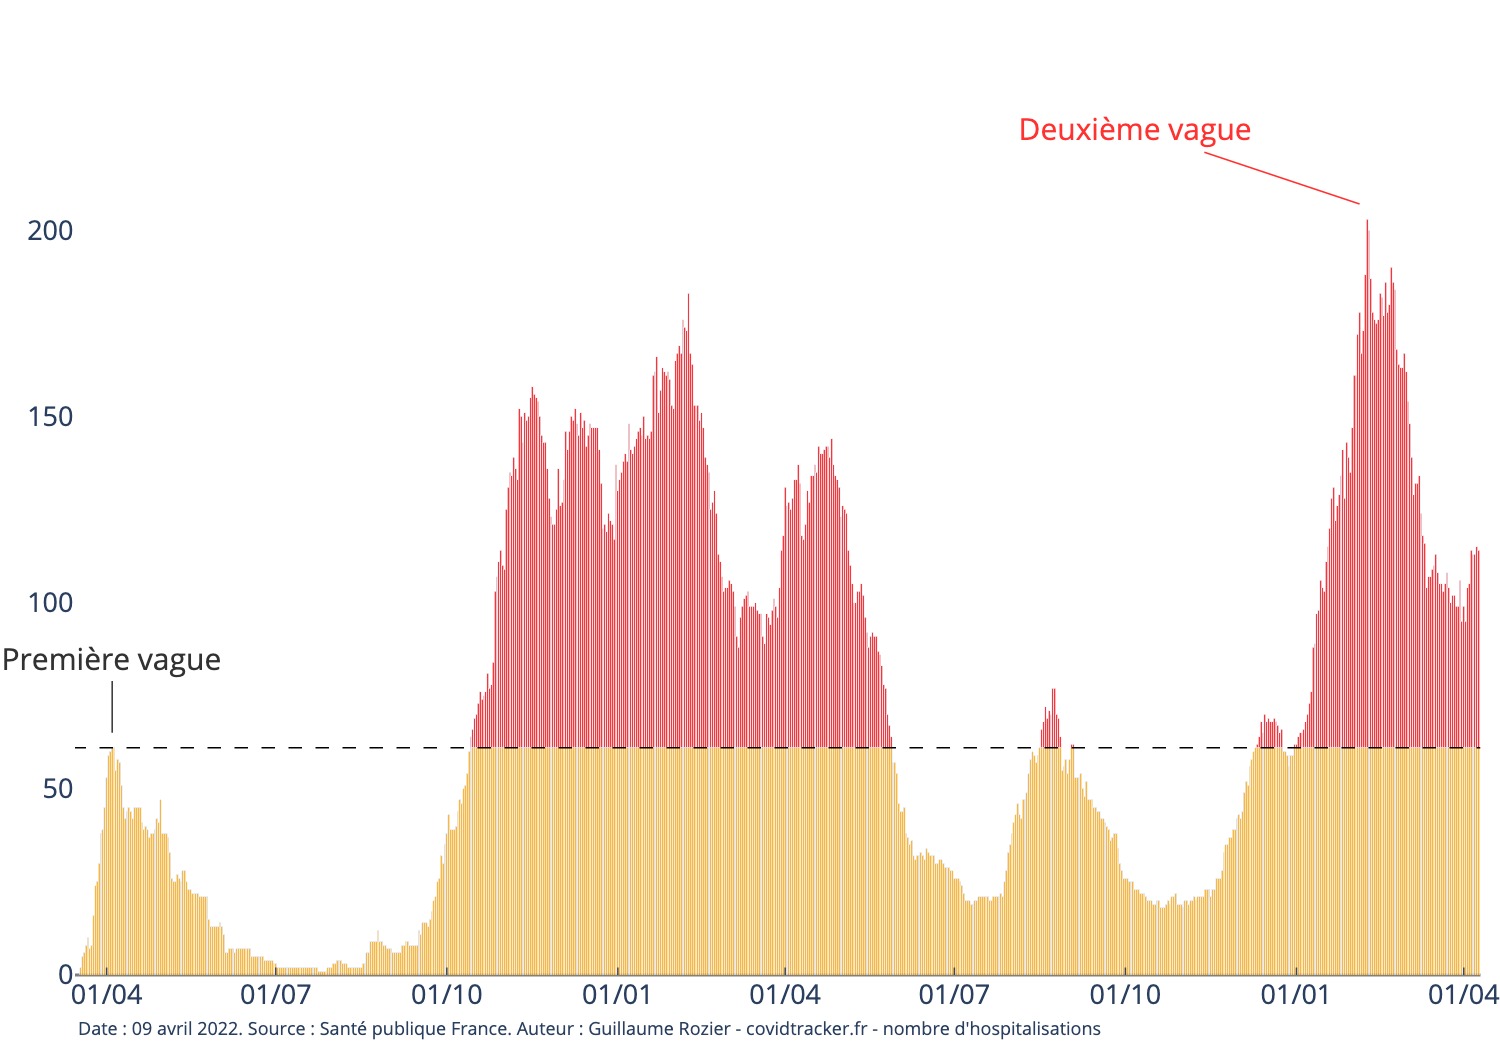 Deuxième vague
200
150
100
Première vague
50
0
01/04 01/07 01/10 01/01 01/04 01/07 01/10 01/01 01/04
Date : 09 avril 2022. Source : Santé publique France. Auteur : Guillaume Rozier - covidtracker.fr - nombre d'hospitalisations